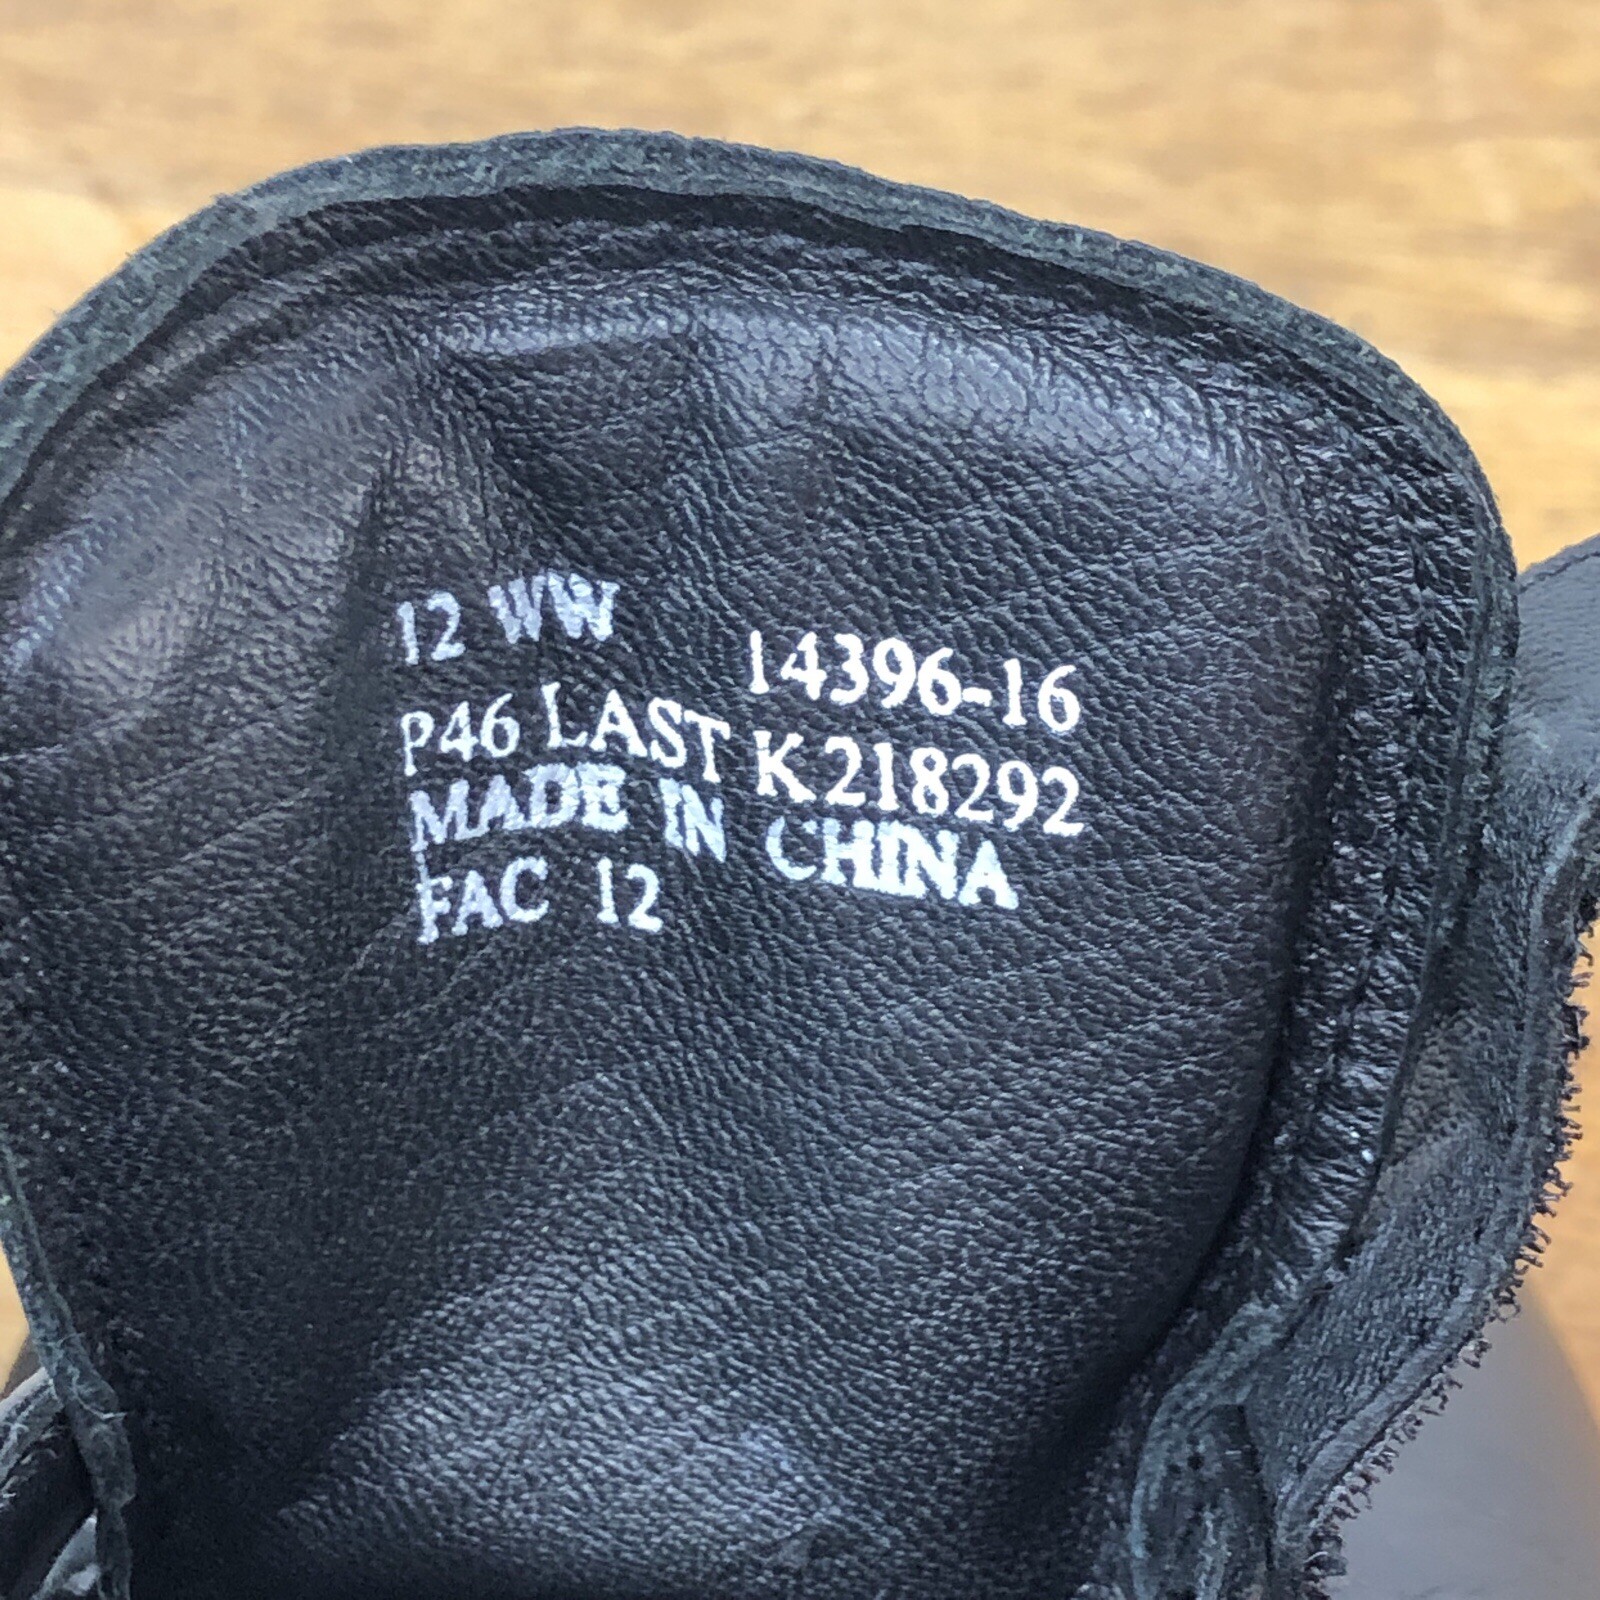 12 WW 14396-16
P46 LAST K218292
MADE IN CHINA
FAC 12